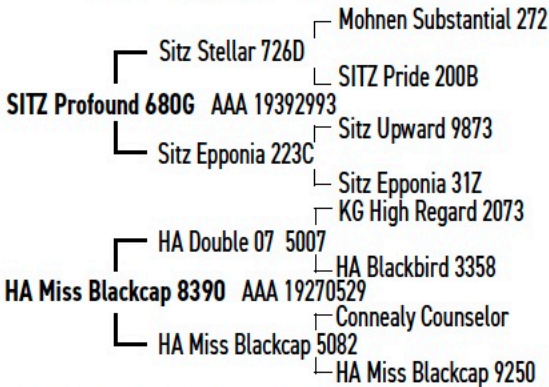 Mohnen Substantial 272
Sitz Stellar 726D
SITZ Pride 200B
SITZ Profound 680G AAA 19392993
Sitz Upward 9873
Sitz Epponia 223C
Sitz Epponia 31Z
KG High Regard 2073
HA Double 07 5007
HA Blackbird 3358
HA Miss Blackcap 8390 AAA 19270529
Connealy Counselor
HA Miss Blackcap 5082
HA Miss Blackcap 9250